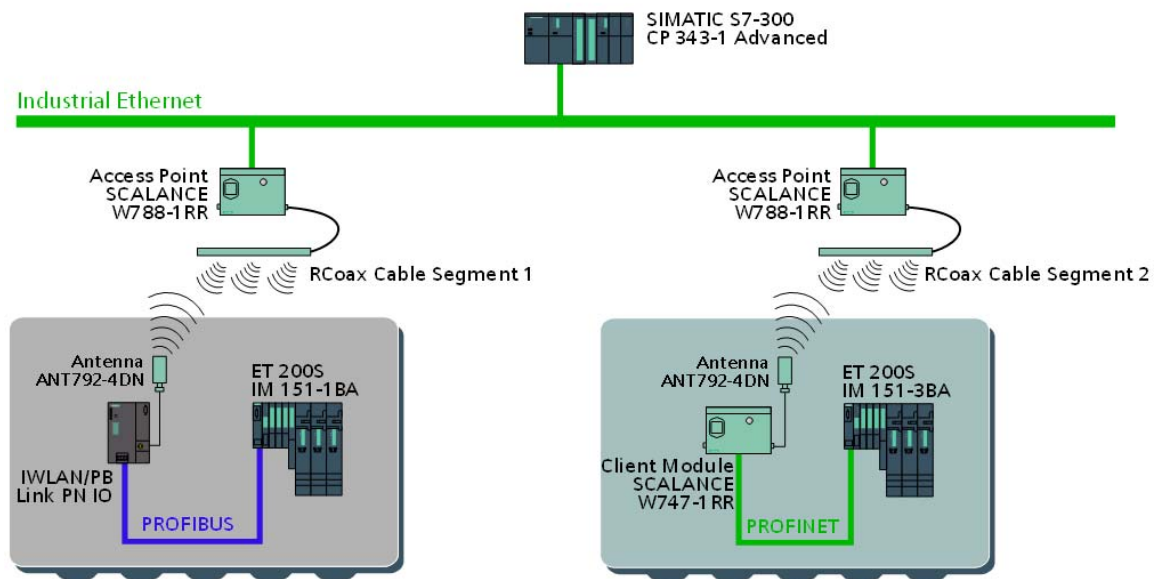 SIMATIC S7-300
CP 343-1 Advanced
Industrial Ethernet
Access Point
SCALANCE
W788-1RR
RCoax Cable Segment 1
Access Point
SCALANCE
W788-1RR
RCoax Cable Segment 2
Antenna
ANT792-4DN
ET 200S
IM 151-1BA
IWLAN/PB
Link PN IO
PROFIBUS
Antenna
ANT792-4DN
ET 200S
IM 151-3BA
Client Module
SCALANCE
W747-1RR
PROFINET